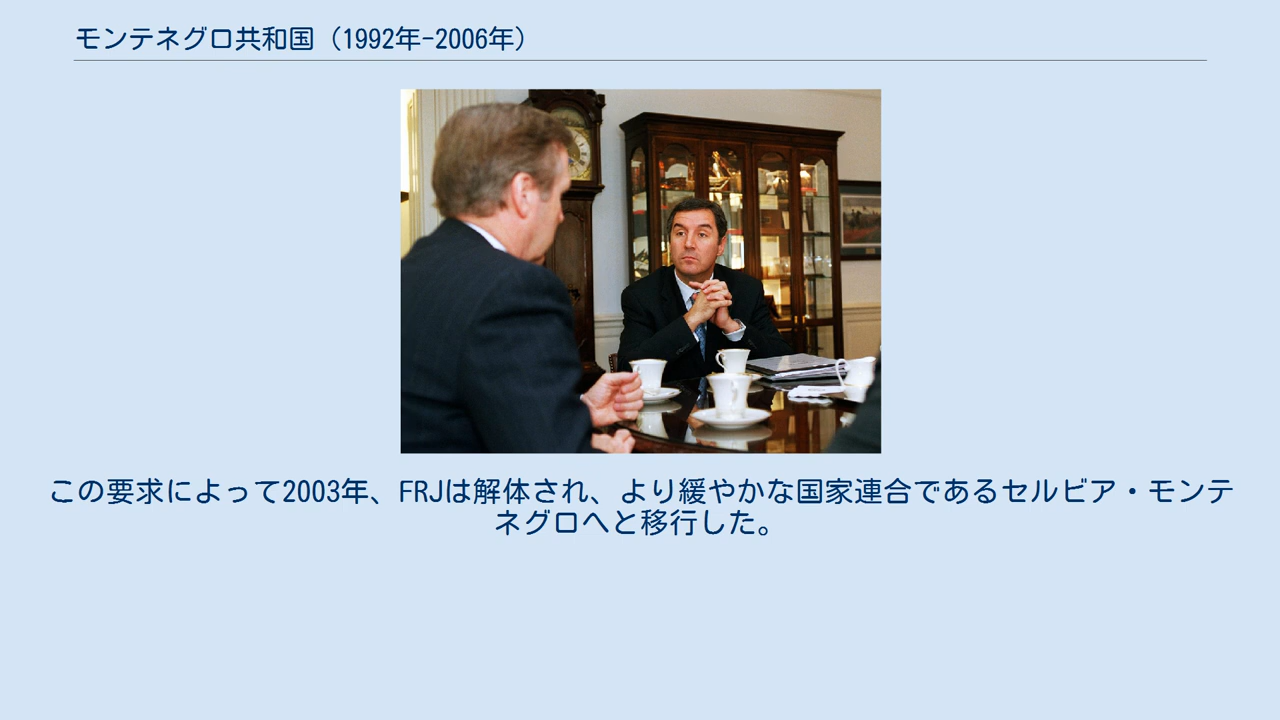 モンテネグロ共和国（1992年-2006年）
この要求によって2003年、FRJは解体され、より緩やかな国家連合であるセルビア・モンテ
ネグロへと移行した。